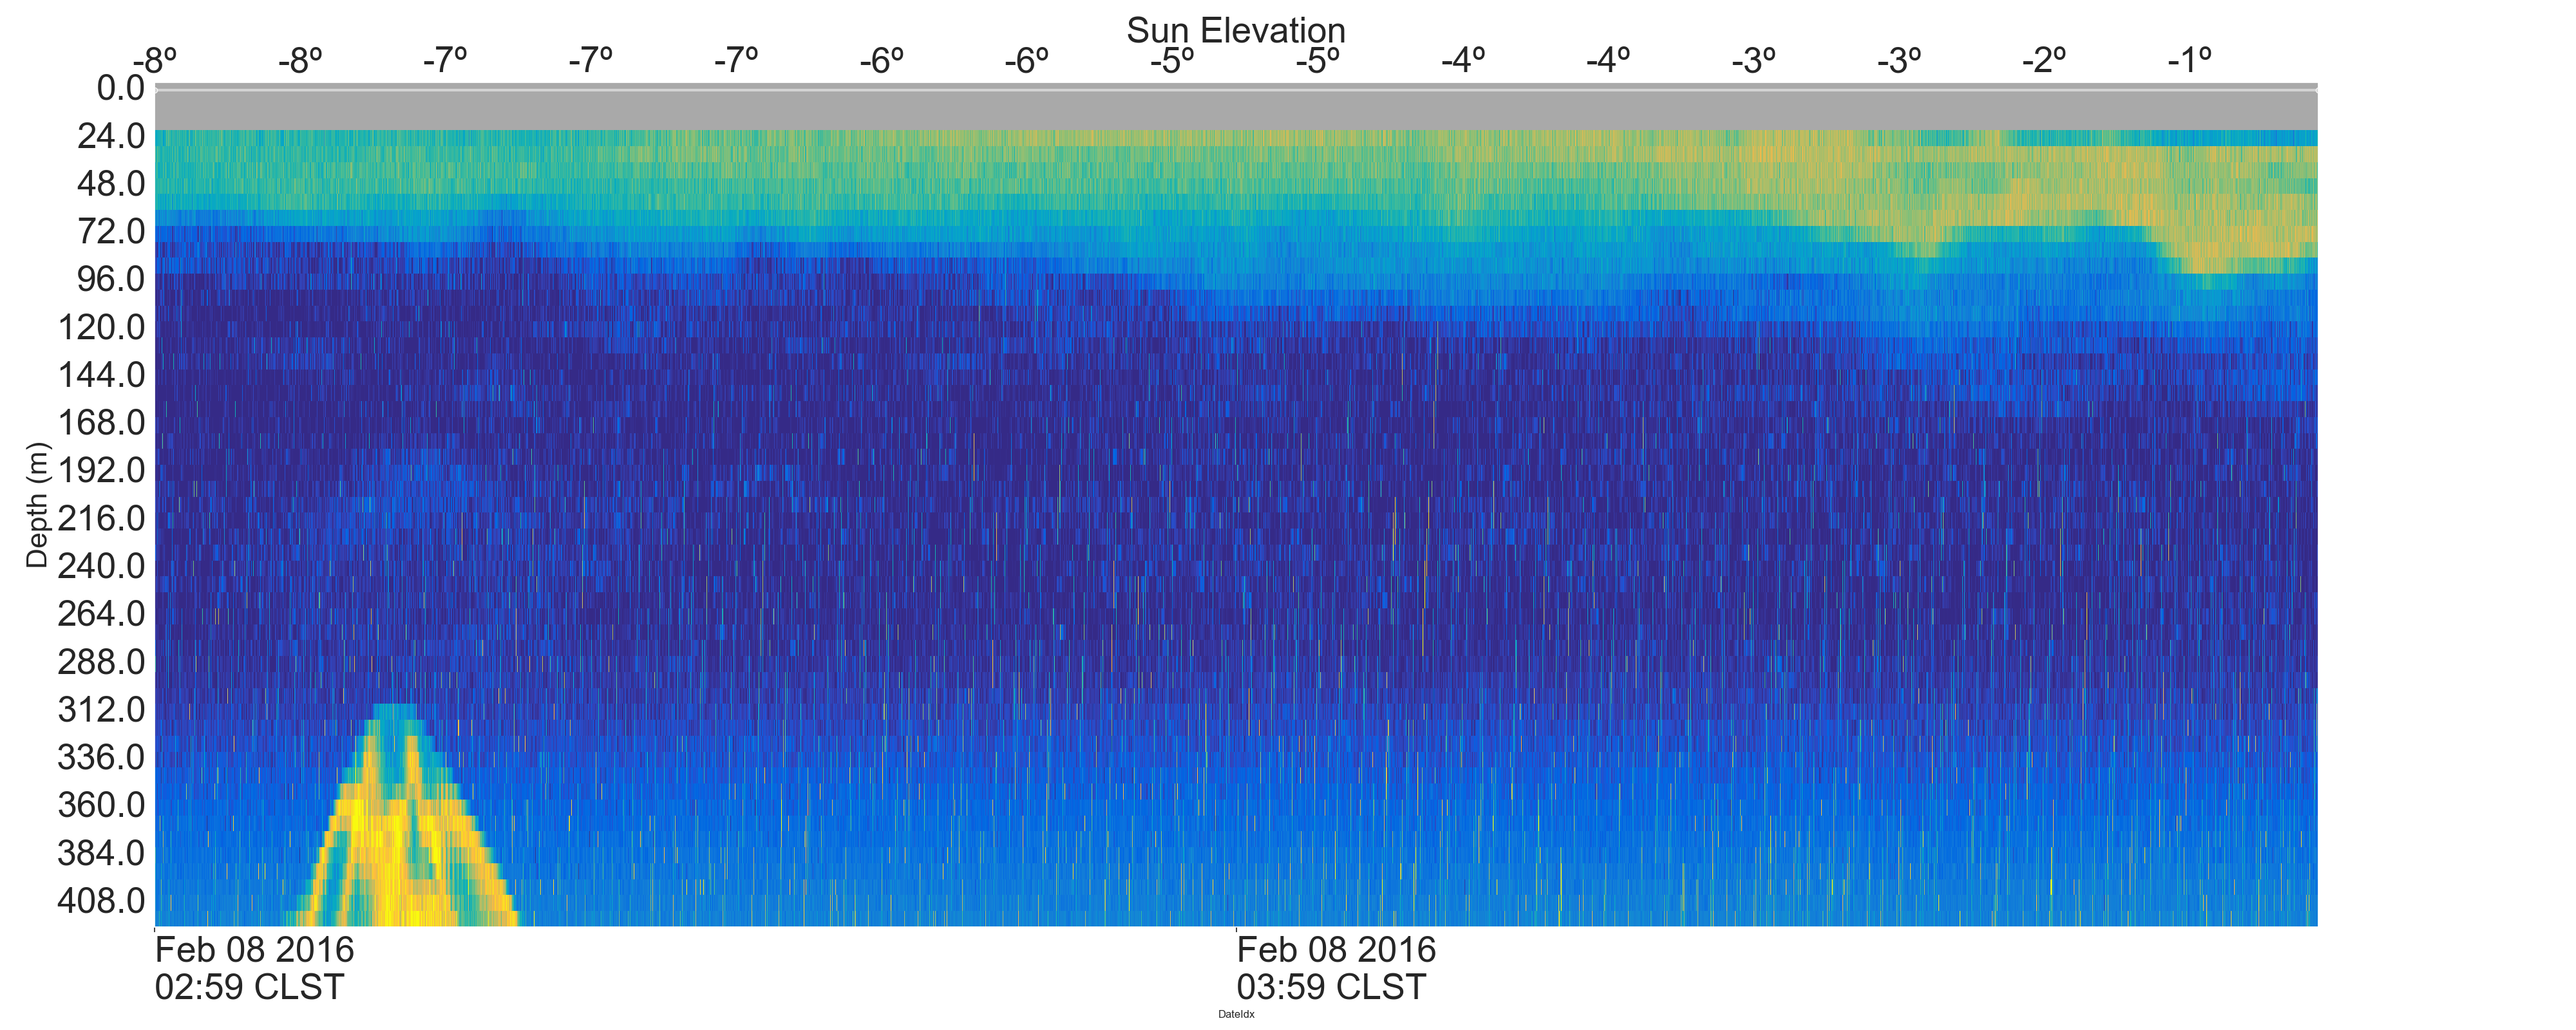 Sun Elevation
-8º -8º -7º -7º -7º -6º -6º -5º -5º -4º -4º -3º -3º -2º -1º
0.0
24.0
48.0
72.0
96.0
120.0
144.0
168.0
192.0
216.0
240.0
264.0
288.0
312.0
336.0
360.0
384.0
408.0
Depth (m)
Feb 08 2016
02:59 CLST
Feb 08 2016
03:59 CLST
DateIdx